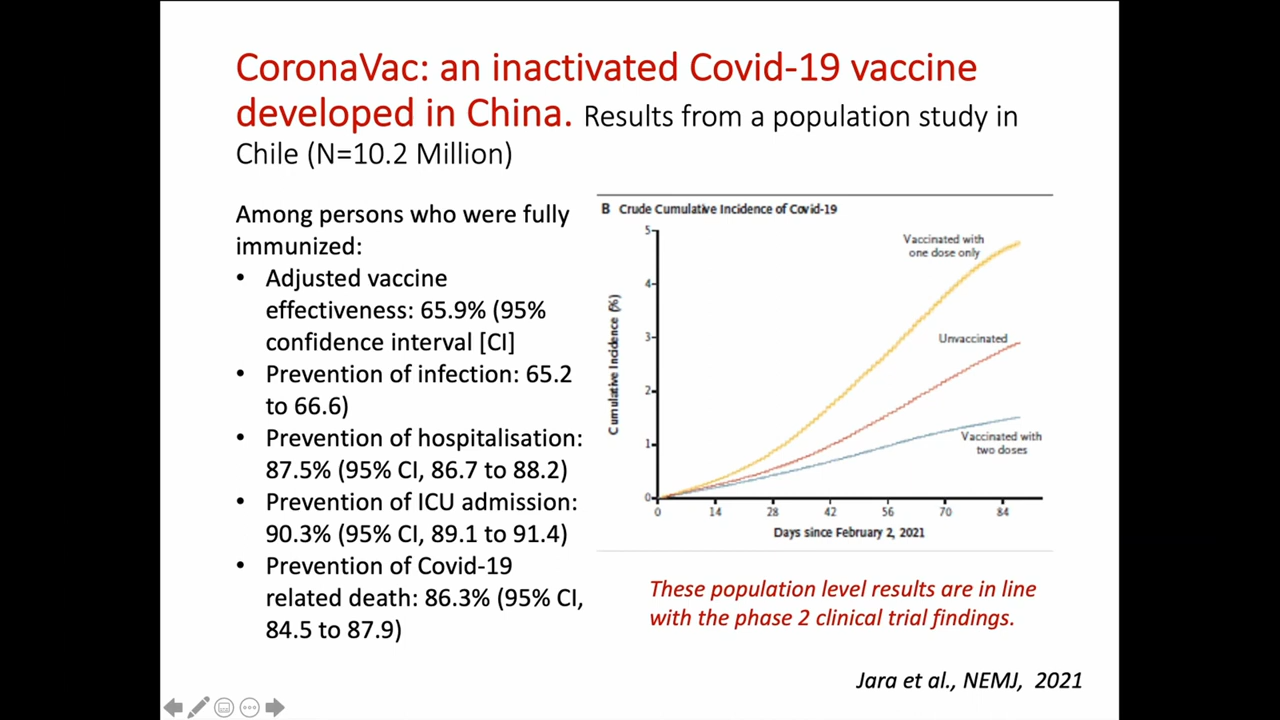 CoronaVac: an inactivated Covid-19 vaccine
developed in China. Results from a population study in
Chile (N=10.2 Million)
Among persons who were fully
immunized:
• Adjusted vaccine
effectiveness: 65.9% (95%
confidence interval [CI]
• Prevention of infection: 65.2
to 66.6)
• Prevention of hospitalisation:
87.5% (95% CI, 86.7 to 88.2)
• Prevention of ICU admission:
90.3% (95% CI, 89.1 to 91.4)
• Prevention of Covid-19
related death: 86.3% (95% CI,
84.5 to 87.9)
B Crude Cumulative Incidence of Covid-19
Cumulative Incidence (%)
5
4
3
2
1
0
Vaccinated with
one dose only
Unvaccinated
Vaccinated with
two doses
0 14 28 42 56 70 84
Days since February 2, 2021
These population level results are in line
with the phase 2 clinical trial findings.
Jara et al., NEMJ, 2021